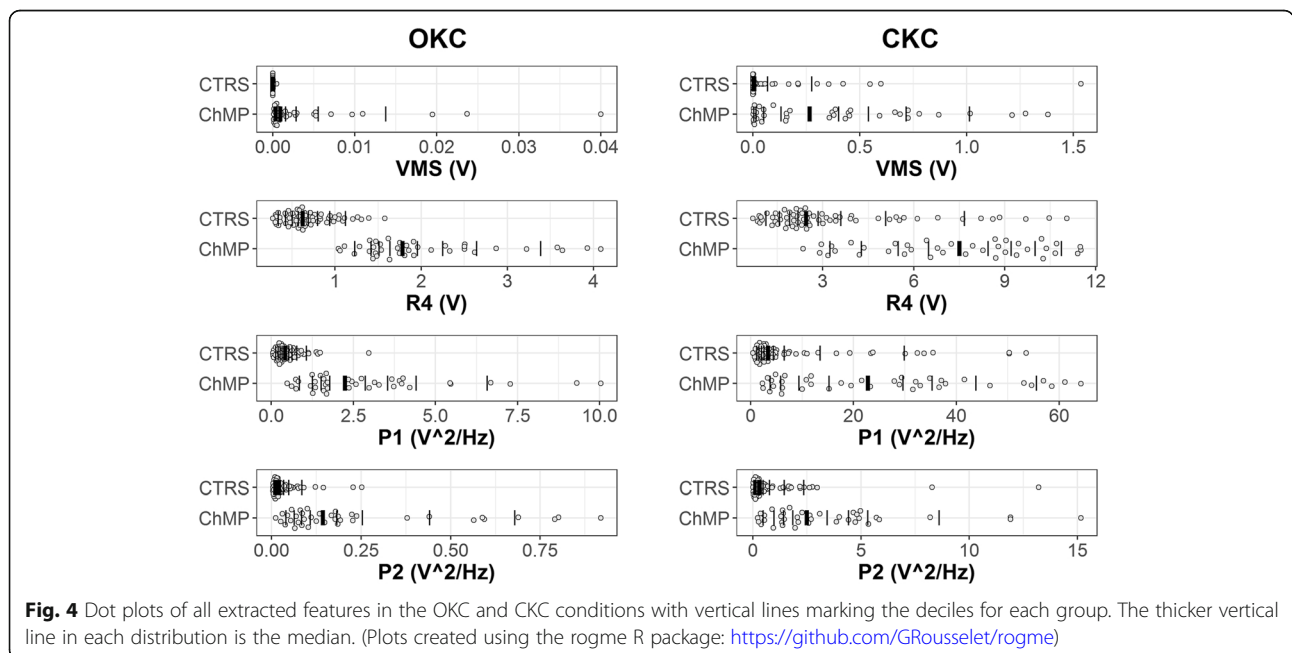 OKC
CTRS
ChMP
0.00 0.01 0.02 0.03 0.04
VMS (V)
CTRS
ChMP
1 2 3 4
R4 (V)
CTRS
ChMP
0.0 2.5 5.0 7.5 10.0
P1 (V^2/Hz)
CTRS
ChMP
0.00 0.25 0.50 0.75
P2 (V^2/Hz)
CKC
CTRS
ChMP
0.0 0.5 1.0 1.5
VMS (V)
CTRS
ChMP
3 6 9 12
R4 (V)
CTRS
ChMP
0 20 40 60
P1 (V^2/Hz)
CTRS
ChMP
0 5 10 15
P2 (V^2/Hz)
Fig. 4 Dot plots of all extracted features in the OKC and CKC conditions with vertical lines marking the deciles for each group. The thicker vertical
line in each distribution is the median. (Plots created using the rogme R package: https://github.com/GRousselet/rogme)